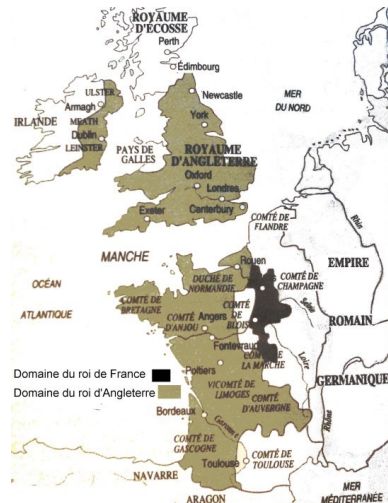 ROYAUME
D'ÉCOSSE
Perth
Édimbourg
ULSTER
Armagh
MEATH
IRLANDE
Dublin
LEINSTER
Newcastle
York
MER
DU NORD
PAYS DE
GALLES
ROYAUME
D'ANGLETERRE
Oxford
Londres
Exeter
Canterbury
COMTÉ DE
FLANDRE
Rhin
MANCHE
Rouen
EMPIRE
OCÉAN
ATLANTIQUE
DUCHÉ DE
NORMANDIE
COMTÉ DE
CHAMPAGNE
COMTÉ DE
BRETAGNE
COMTÉ
DE
BLOIS
Seine
COMTÉ
D'ANJOU
Angers
ROMAIN
Fontevraud
LA MARCHE
Loire
Poitiers
Domaine du roi de France
Domaine du roi d'Angleterre
VICOMTÉ DE
LIMOGES
COMTÉ
D'AUVERGNE
GERMANIQUE
Bordeaux
Rhône
COMTÉ DE
GASCOGNE
Toulouse
COMTÉ DE
TOULOUSE
NAVARRE
ARAGON
MER
MÉDITERRANÉE